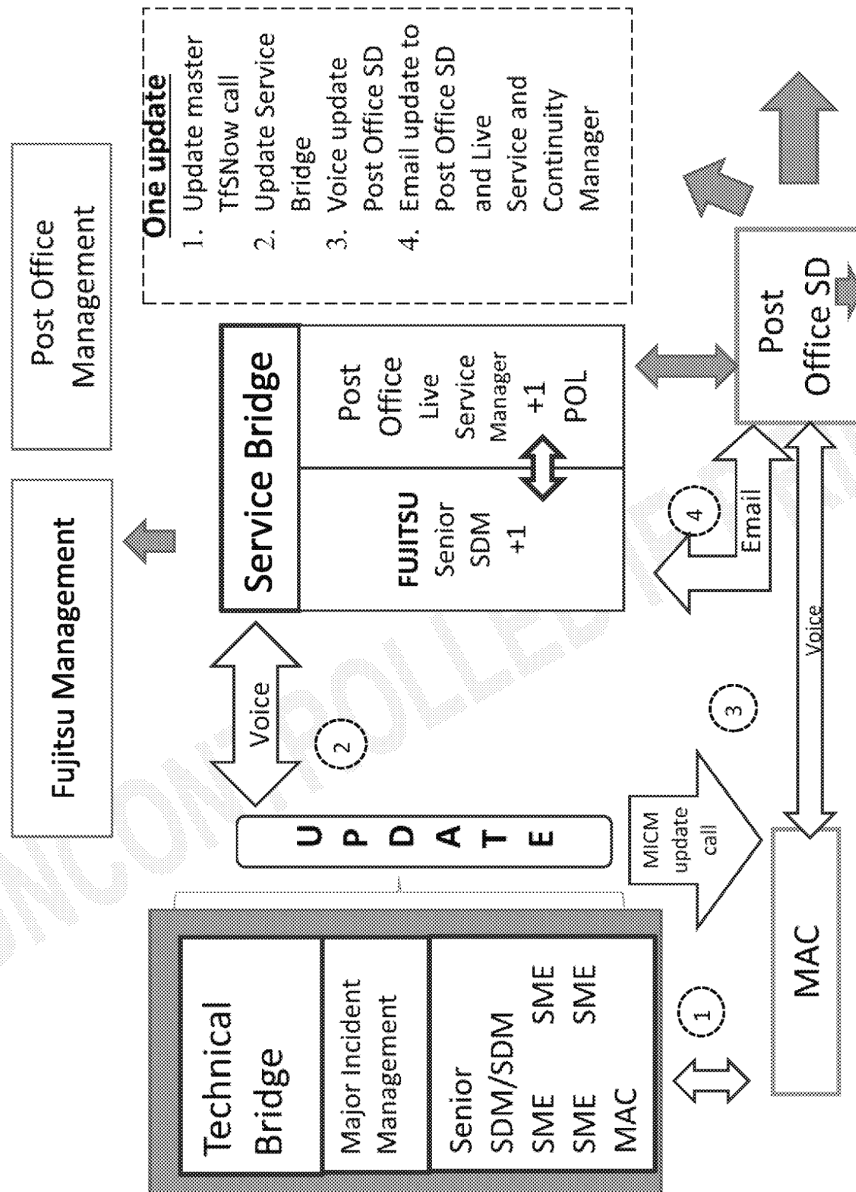 Fujitsu Management
Post Office
Management
Technical
Bridge
Major Incident
Management
Senior
SDM/SDM
SME SME
SME SME
MAC
U
P
D
A
T
E
Voice
2
Service Bridge
FUJITSU
Senior
SDM
+1
Post
Office
Live
Service
Manager
+1
POL
One update
1. Update master
TfSNow call
2. Update Service
Bridge
3. Voice update
Post Office SD
4. Email update to
Post Office SD
and Live
Service and
Continuity
Manager
1
MICM
update
call
3
4
Email
MAC
Voice
Post
Office SD
UNCONTROLLED IF